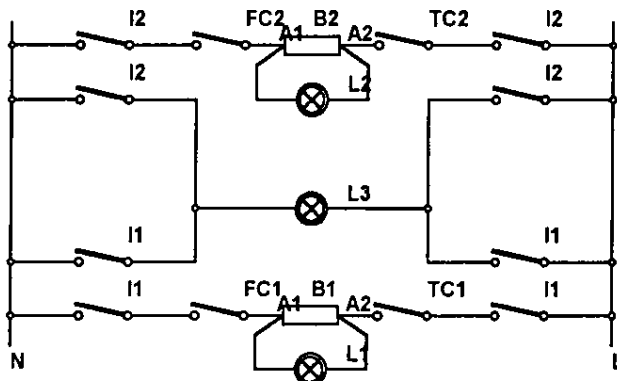 I2 FC2 B2 TC2 I2
A1 A2
I2 L2 I2
L3
I1 I1
I1 FC1 B1 TC1 I1
A1 A2
N L1